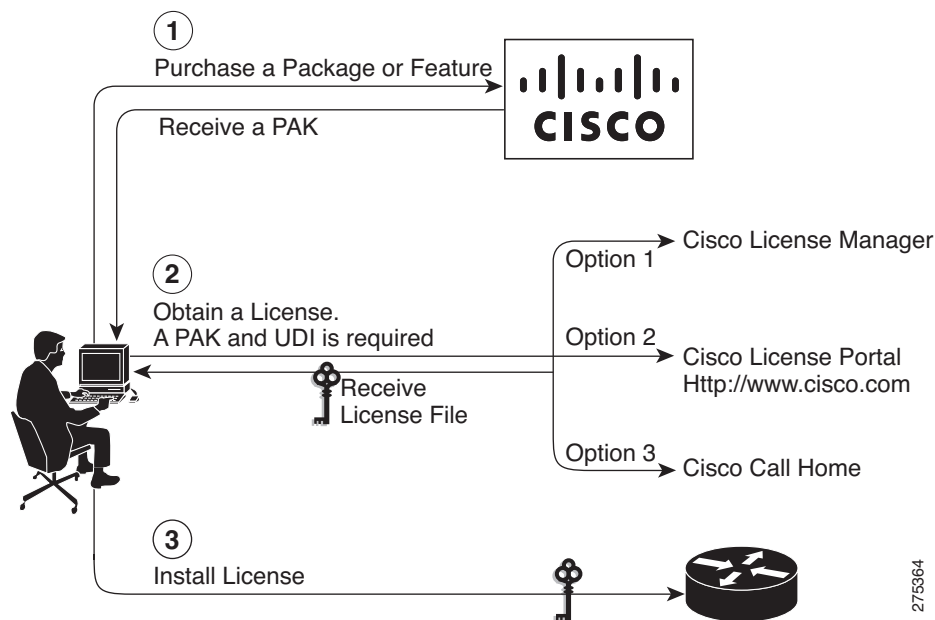 1
Purchase a Package or Feature
CISCO
Receive a PAK
Option 1
Cisco License Manager
2
Obtain a License.
A PAK and UDI is required
Option 2
Cisco License Portal
Http://www.cisco.com
Receive
License File
Option 3
Cisco Call Home
3
Install License
275364